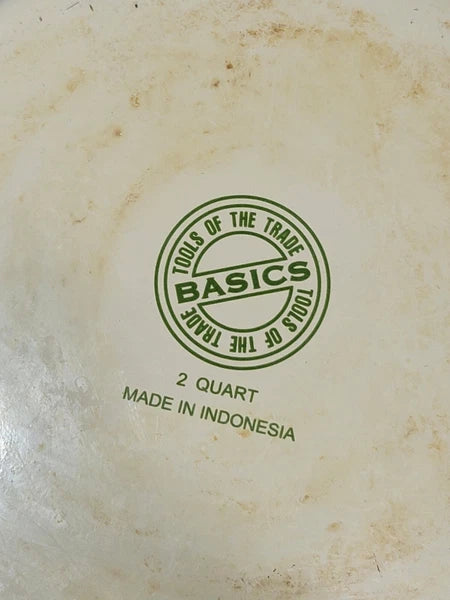 TOOLS OF THE TRADE
BASICS
TOOLS OF THE TRADE
2 QUART
MADE IN INDONESIA